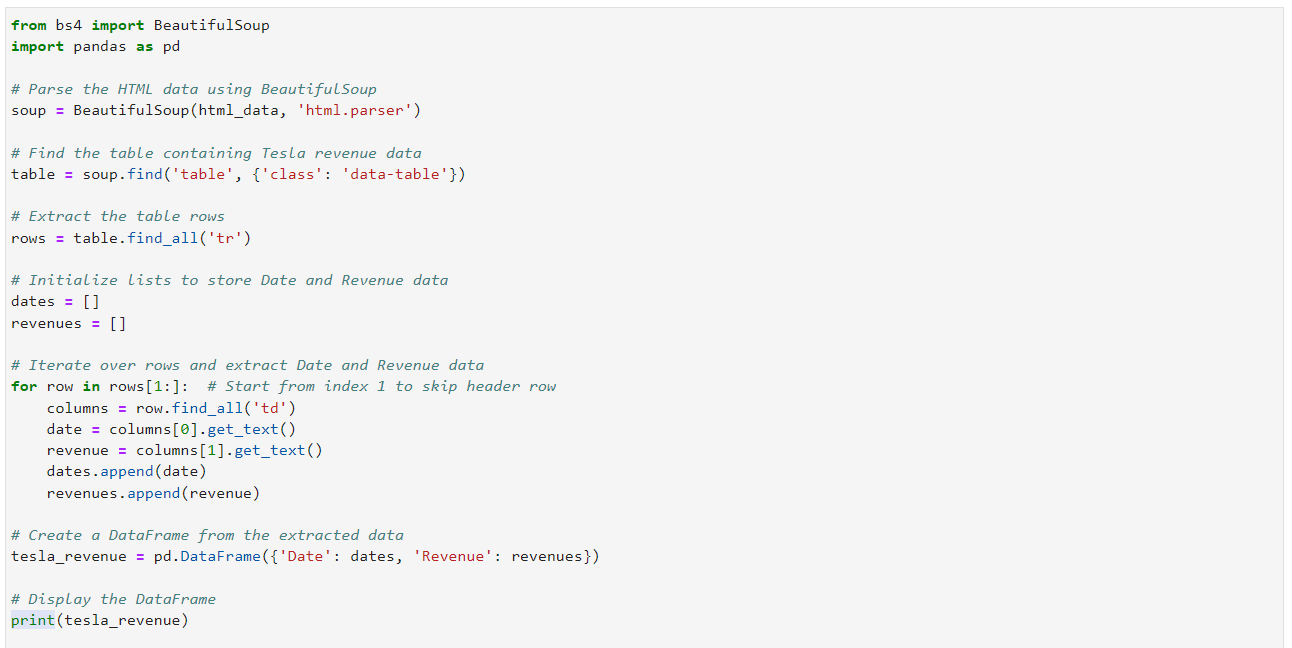 from bs4 import BeautifulSoup
import pandas as pd
# Parse the HTML data using BeautifulSoup
soup = BeautifulSoup(html_data, 'html.parser')
# Find the table containing Tesla revenue data
table = soup.find('table', {'class': 'data-table'})
# Extract the table rows
rows = table.find_all('tr')
# Initialize lists to store Date and Revenue data
dates = []
revenues = []
# Iterate over rows and extract Date and Revenue data
for row in rows[1:]:  # Start from index 1 to skip header row
    columns = row.find_all('td')
    date = columns[0].get_text()
    revenue = columns[1].get_text()
    dates.append(date)
    revenues.append(revenue)
# Create a DataFrame from the extracted data
tesla_revenue = pd.DataFrame({'Date': dates, 'Revenue': revenues})
# Display the DataFrame
print(tesla_revenue)